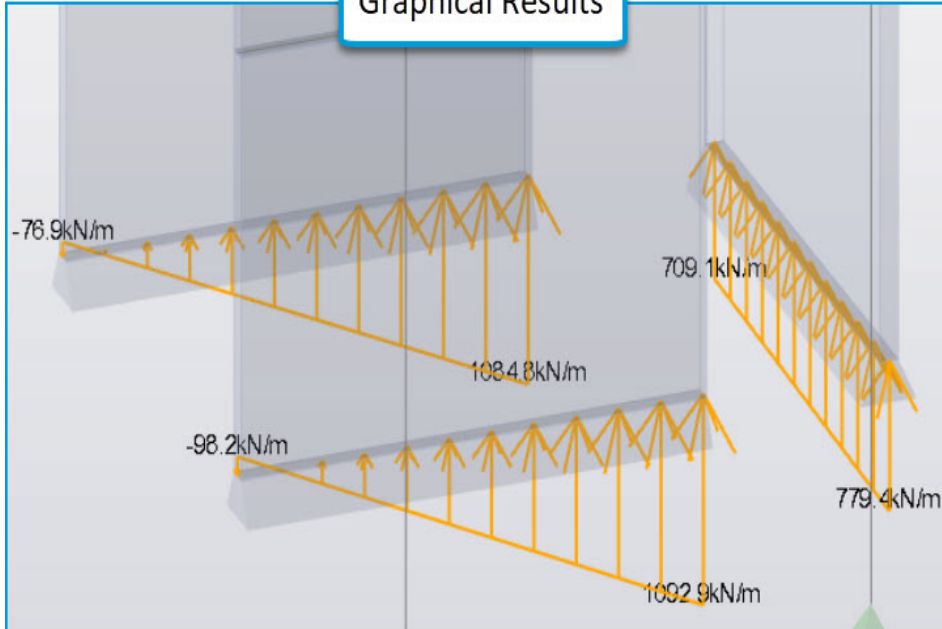 Graphical Results
-76.9kN/m
709.1kN/m
1084.8kN/m
-98.2kN/m
779.4kN/m
1092.9kN/m